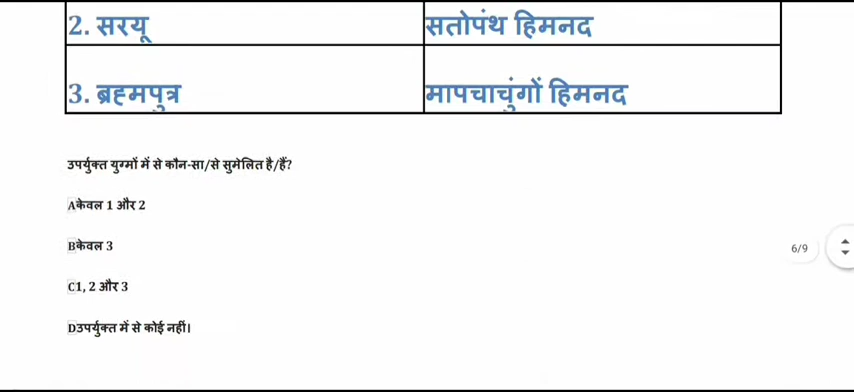 2. सरयू सतोपंथ हिमनद
3. ब्रह्मपुत्र मापचाचुंगों हिमनद
उपर्युक्त युग्मों में से कौन-सा/से सुमेलित है/हैं?
Aकेवल 1 और 2
Bकेवल 3
6/9
C1, 2 और 3
Dउपर्युक्त में से कोई नहीं।